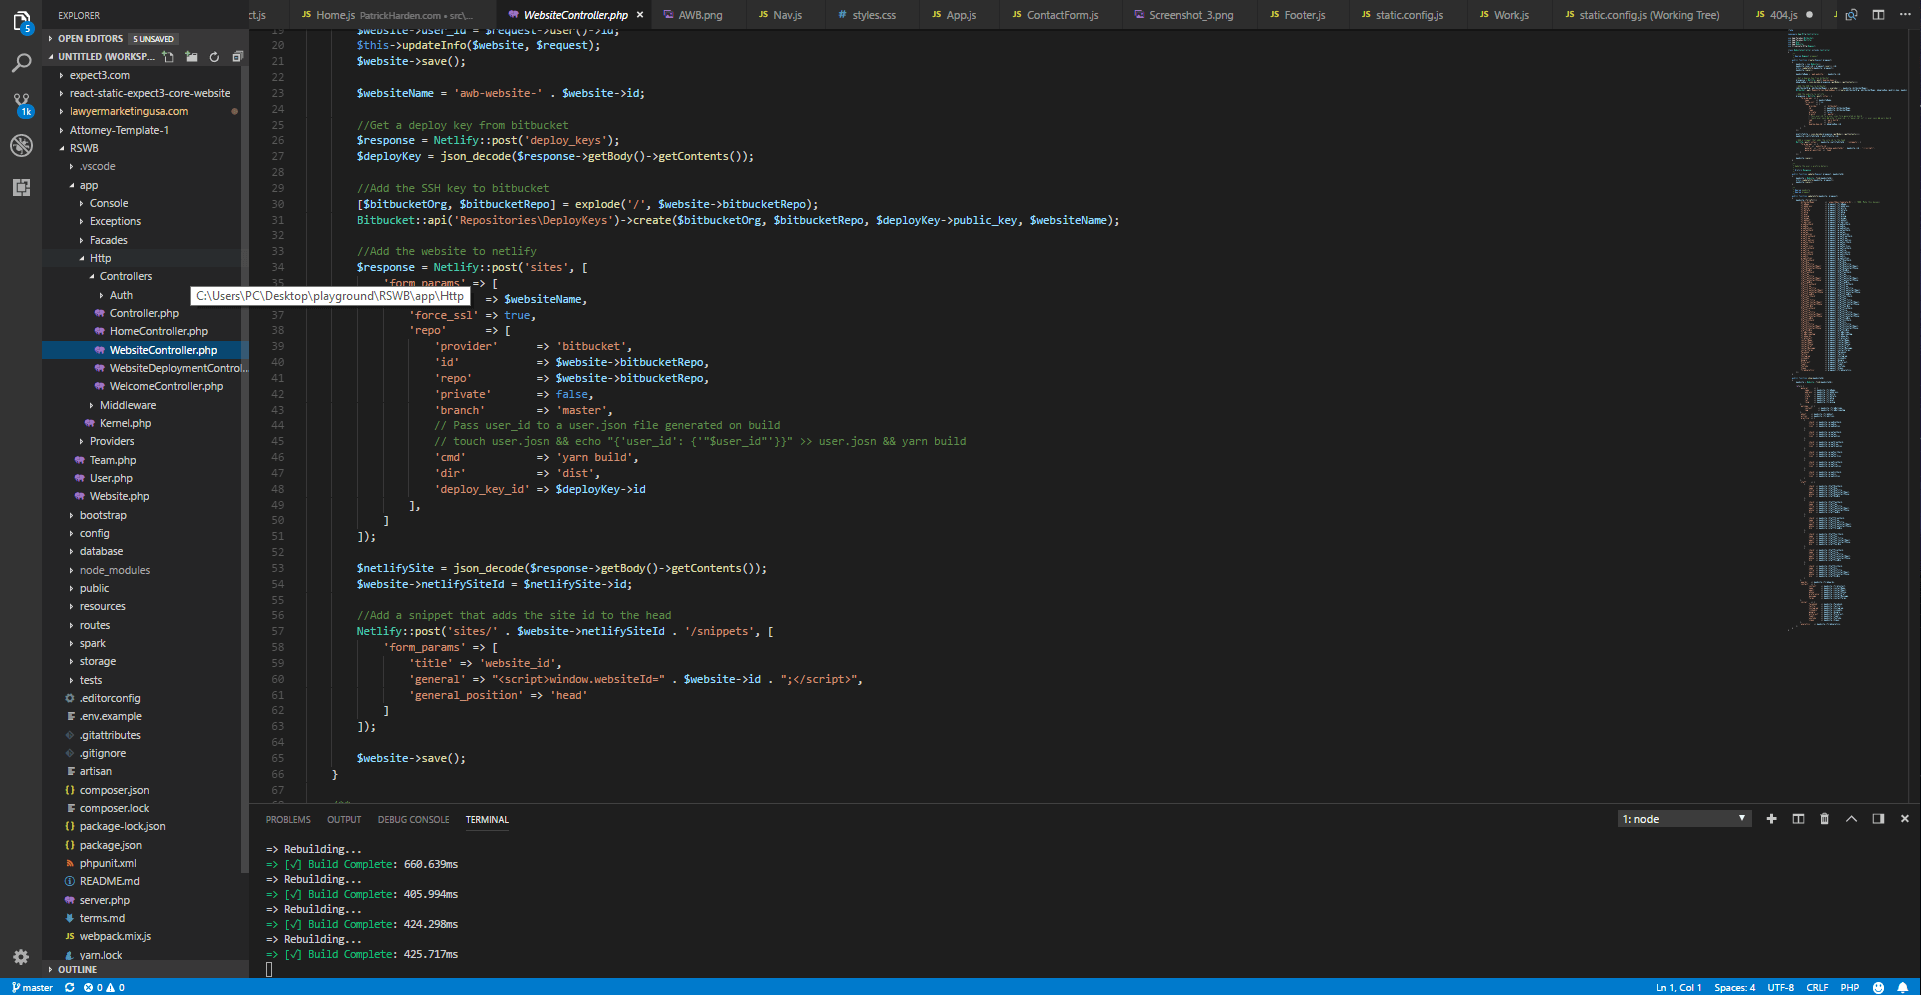 EXPLORER
ct.js
JS Home.js PatrickHarden.com • src\...
WebsiteController.php ×
AWB.png
JS Nav.js
# styles.css
JS App.js
JS ContactForm.js
Screenshot_3.png
JS Footer.js
JS static.config.js
JS Work.js
JS static.config.js (Working Tree)
JS 404.js
5
1k
OPEN EDITORS 5 UNSAVED
UNTITLED (WORKSP...
expect3.com
react-static-expect3-core-website
lawyermarketingusa.com
Attorney-Template-1
RSWB
.vscode
app
Console
Exceptions
Facades
Http
Controllers
Auth
Controller.php
HomeController.php
WebsiteController.php
WebsiteDeploymentControl...
WelcomeController.php
Middleware
Kernel.php
Providers
Team.php
User.php
Website.php
bootstrap
config
database
node_modules
public
resources
routes
spark
storage
tests
.editorconfig
.env.example
.gitattributes
.gitignore
artisan
{} composer.json
composer.lock
{} package-lock.json
{} package.json
phpunit.xml
README.md
server.php
terms.md
JS webpack.mix.js
yarn.lock
OUTLINE
C:\Users\PC\Desktop\playground\RSWB\app\Http
19 $website->user_id = $request->user()->id;
20 $this->updateInfo($website, $request);
21 $website->save();
22
23 $websiteName = 'awb-website-' . $website->id;
24
25 //Get a deploy key from bitbucket
26 $response = Netlify::post('deploy_keys');
27 $deployKey = json_decode($response->getBody()->getContents());
28
29 //Add the SSH key to bitbucket
30 [$bitbucketOrg, $bitbucketRepo] = explode('/', $website->bitbucketRepo);
31 Bitbucket::api('Repositories\DeployKeys')->create($bitbucketOrg, $bitbucketRepo, $deployKey->public_key, $websiteName);
32
33 //Add the website to netlify
34 $response = Netlify::post('sites', [
35 'form_params' => [
=> $websiteName,
37 'force_ssl' => true,
38 'repo' => [
39 'provider' => 'bitbucket',
40 'id' => $website->bitbucketRepo,
41 'repo' => $website->bitbucketRepo,
42 'private' => false,
43 'branch' => 'master',
44 // Pass user_id to a user.json file generated on build
45 // touch user.josn && echo "{'user_id': {'"$user_id"'}}" >> user.josn && yarn build
46 'cmd' => 'yarn build',
47 'dir' => 'dist',
48 'deploy_key_id' => $deployKey->id
49 ],
50 ]
51 ]);
52
53 $netlifySite = json_decode($response->getBody()->getContents());
54 $website->netlifySiteId = $netlifySite->id;
55
56 //Add a snippet that adds the site id to the head
57 Netlify::post('sites/' . $website->netlifySiteId . '/snippets', [
58 'form_params' => [
59 'title' => 'website_id',
60 'general' => "<script>window.websiteId=" . $website->id . ";</script>",
61 'general_position' => 'head'
62 ]
63 ]);
64
65 $website->save();
66 }
67
PROBLEMS OUTPUT DEBUG CONSOLE TERMINAL
1: node
=> Rebuilding...
=> [√] Build Complete: 660.639ms
=> Rebuilding...
=> [√] Build Complete: 405.994ms
=> Rebuilding...
=> [√] Build Complete: 424.298ms
=> Rebuilding...
=> [√] Build Complete: 425.717ms
master 0 0
Ln 1, Col 1 Spaces: 4 UTF-8 CRLF PHP